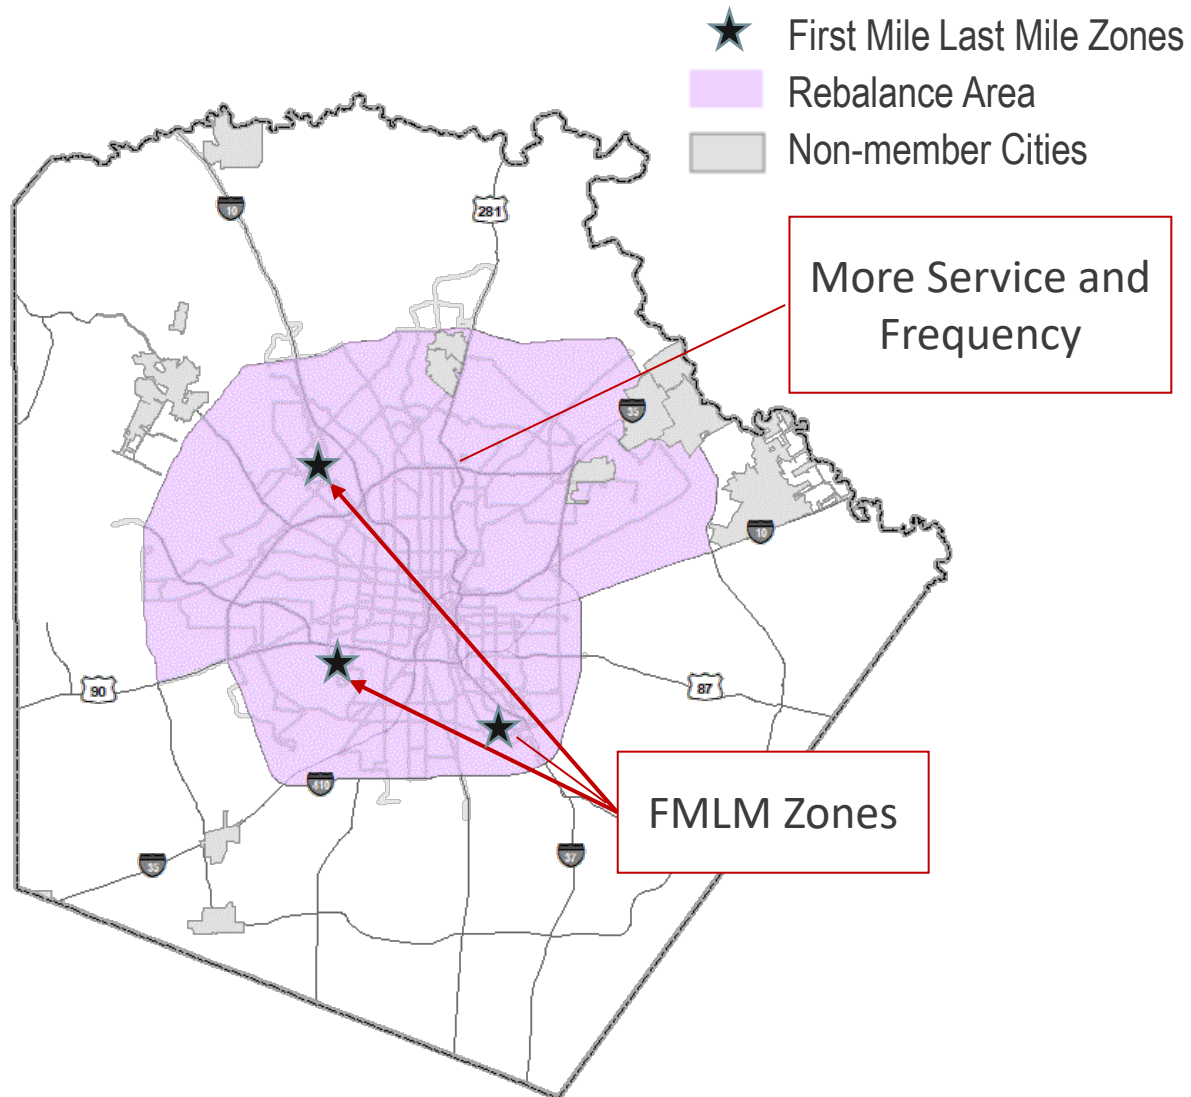 First Mile Last Mile Zones
Rebalance Area
Non-member Cities
10
281
More Service and
Frequency
35
10
90
87
410
FMLM Zones
35
37